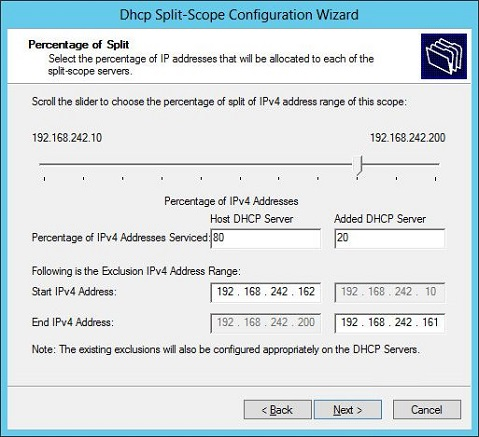 Dhcp Split-Scope Configuration Wizard
Percentage of Split
Select the percentage of IP addresses that will be allocated to each of the
split-scope servers.
Scroll the slider to choose the percentage of split of IPv4 address range of this scope:
192.168.242.10 192.168.242.200
Percentage of IPv4 Addresses
Host DHCP Server Added DHCP Server
Percentage of IPv4 Addresses Serviced: 80 20
Following is the Exclusion IPv4 Address Range:
Start IPv4 Address: 192 . 168 . 242 . 162 192 . 168 . 242 . 10
End IPv4 Address: 192 . 168 . 242 . 200 192 . 168 . 242 . 161
Note: The existing exclusions will also be configured appropriately on the DHCP Servers.
< Back Next > Cancel